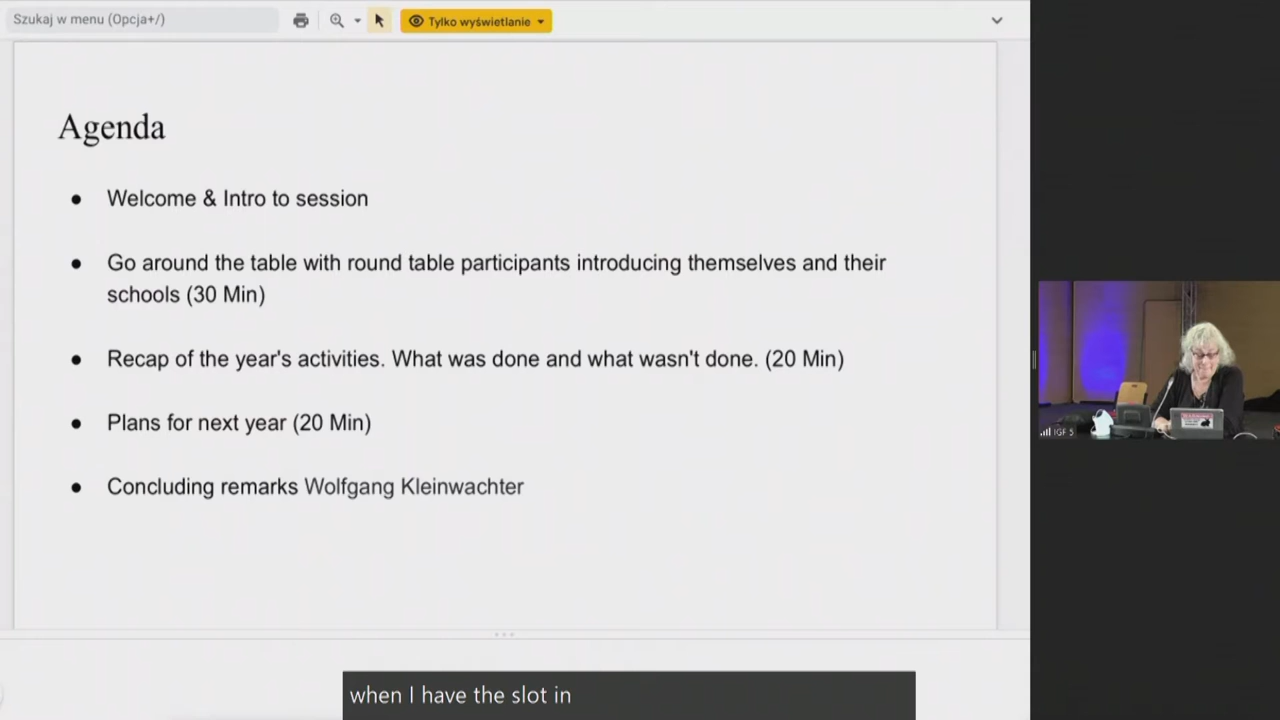 Szukaj w menu (Opcja+/)
Tylko wyświetlanie
Agenda
Welcome & Intro to session
Go around the table with round table participants introducing themselves and their
schools (30 Min)
Recap of the year's activities. What was done and what wasn't done. (20 Min)
Plans for next year (20 Min)
Concluding remarks Wolfgang Kleinwachter
IGF 5
when I have the slot in